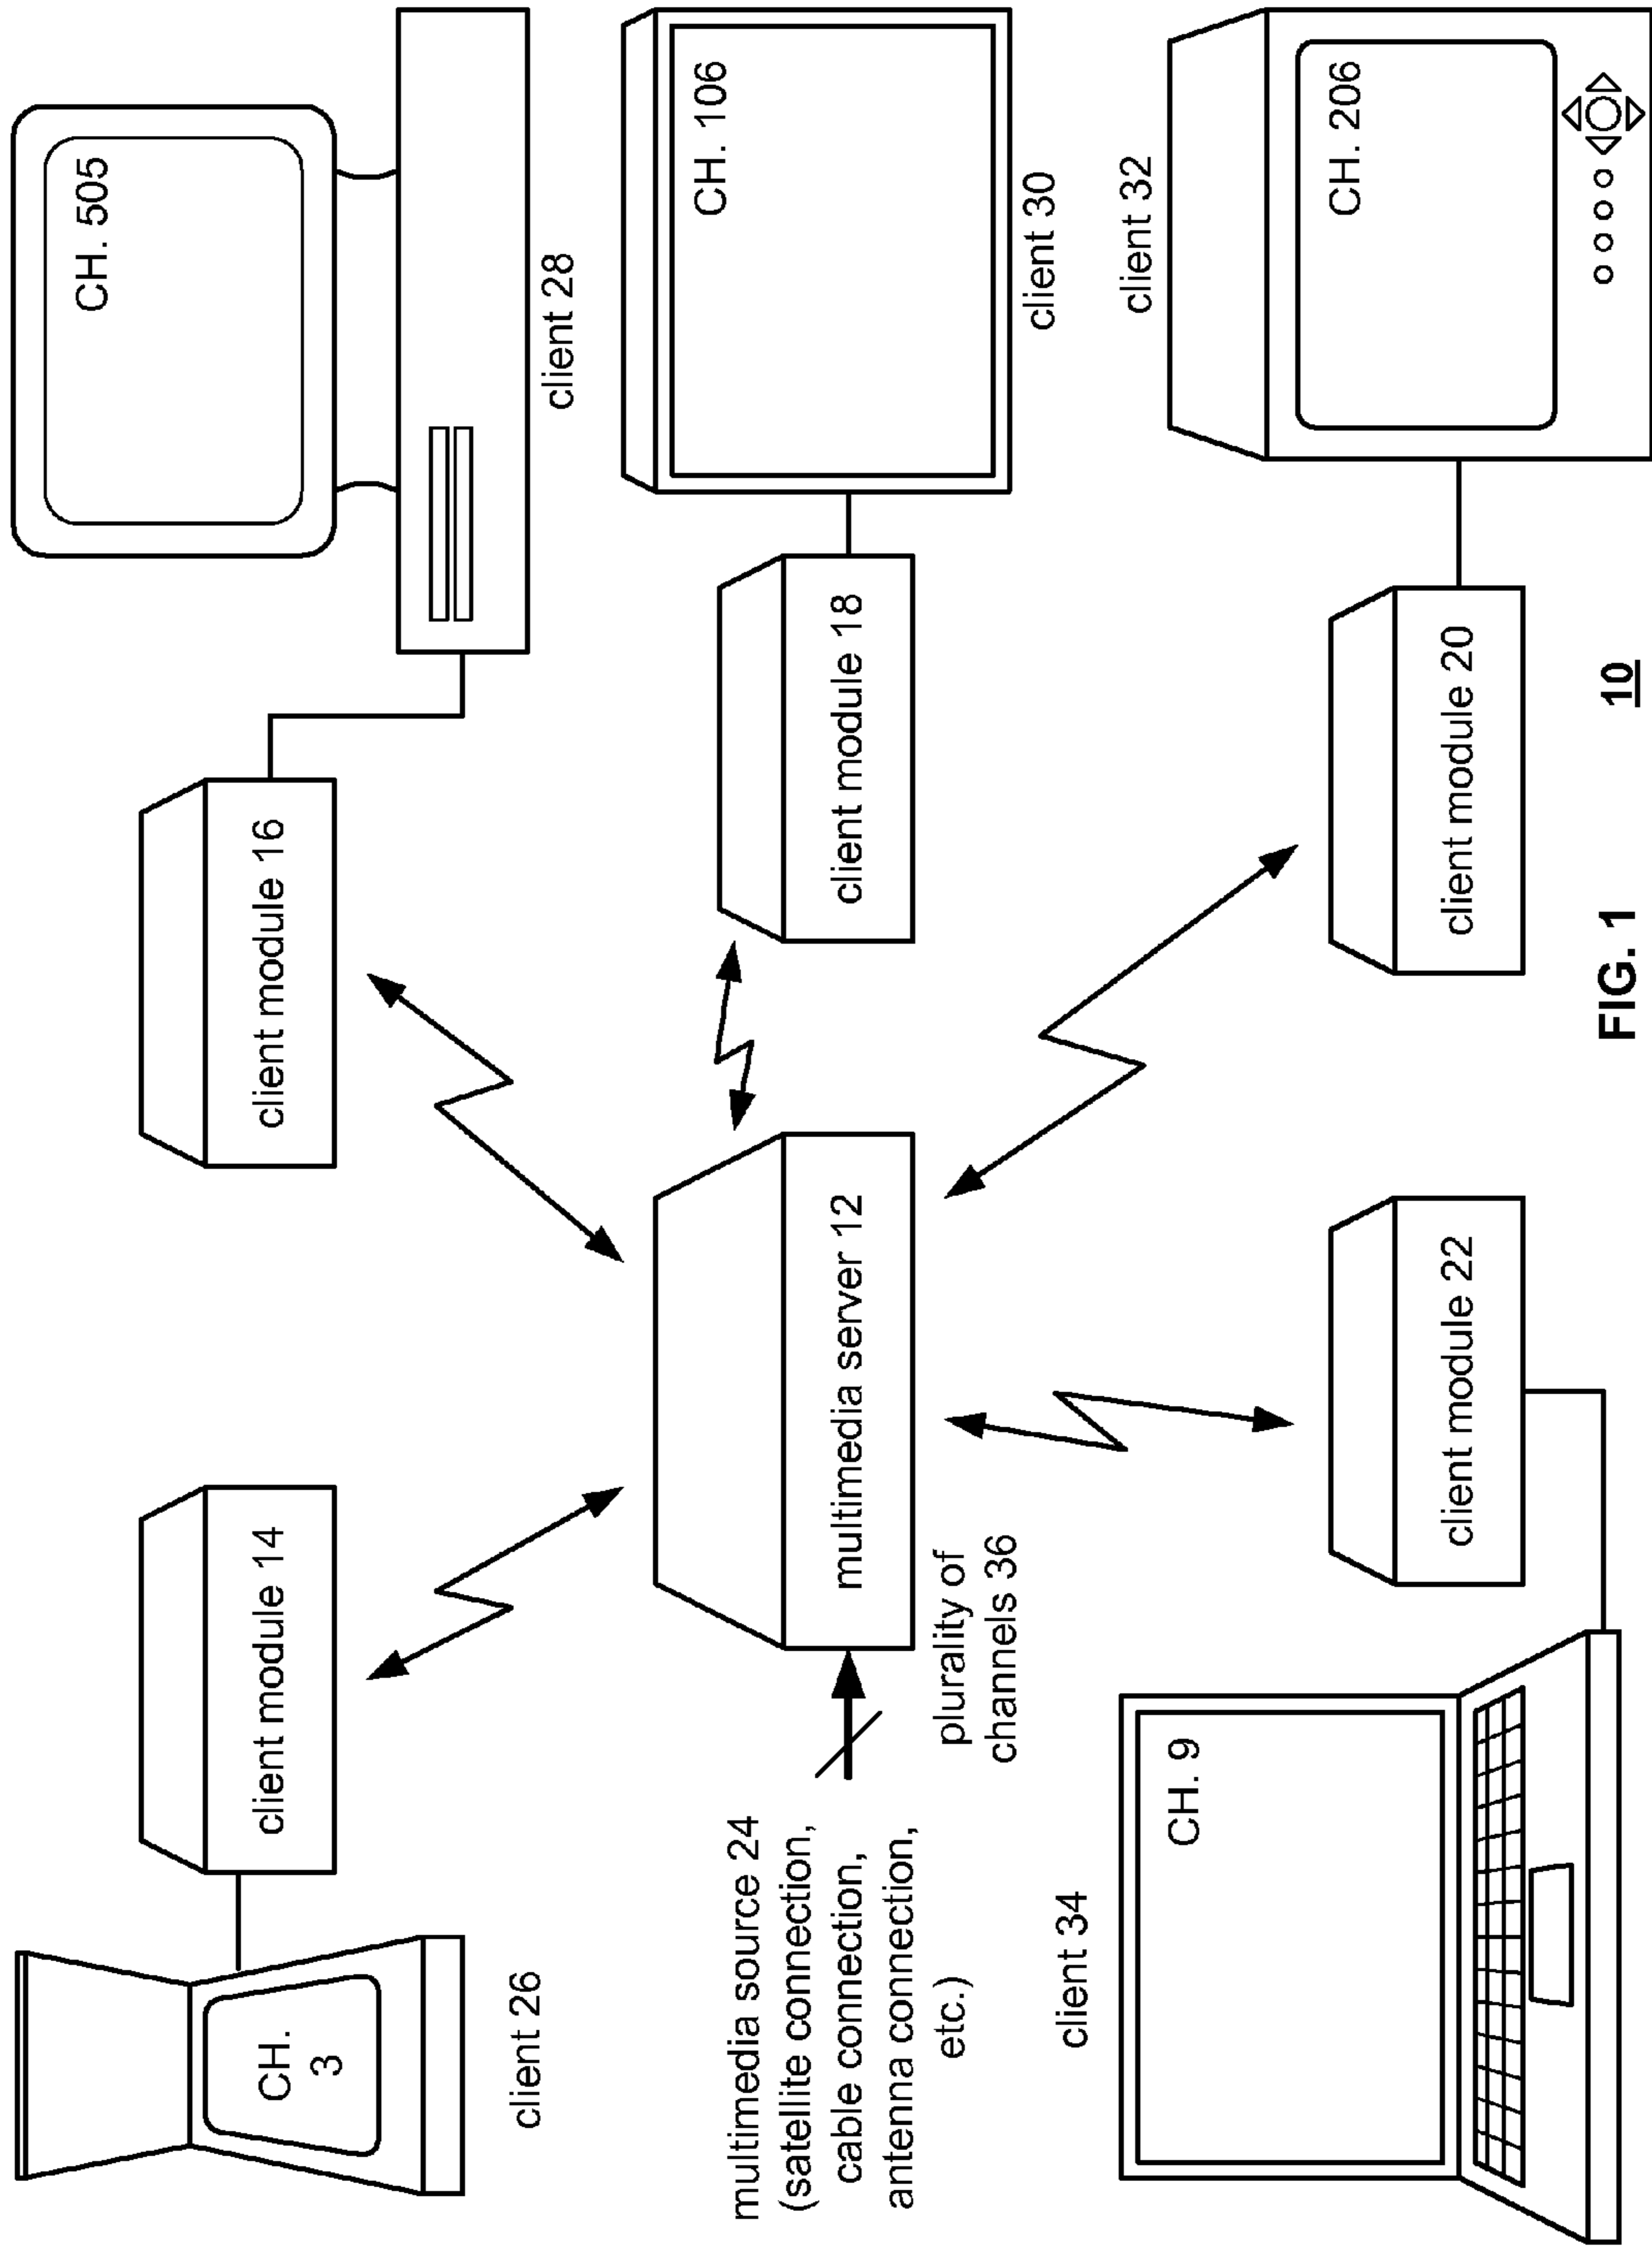 CH. 505
client 28
client module 16
client module 14
CH.
3
client 26
CH. 106
client 30
client module 18
multimedia server 12
multimedia source 24
(satellite connection,
cable connection,
antenna connection,
etc.)
plurality of
channels 36
client 32
CH. 206
client module 20
client module 22
client 34
CH. 9
FIG. 1
10